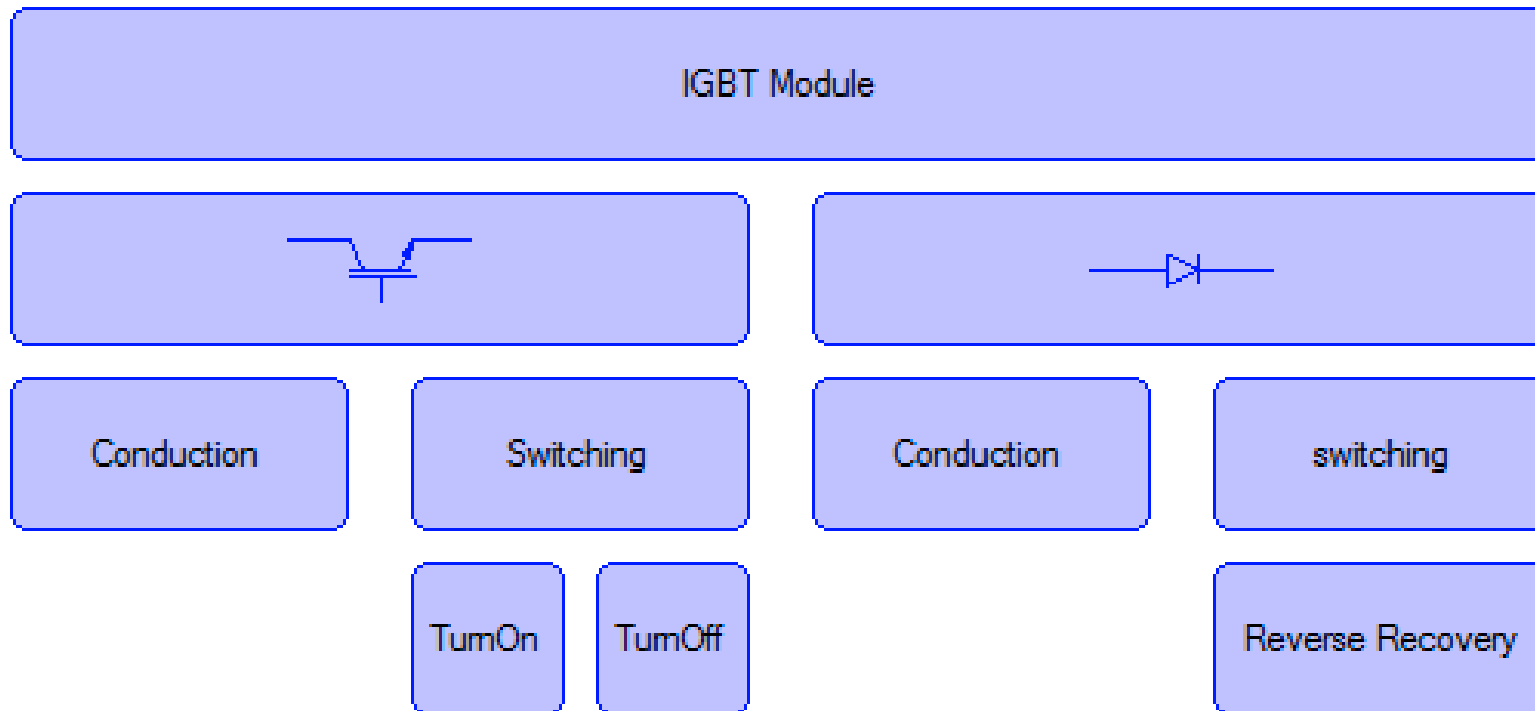 IGBT Module
Conduction
Switching
Conduction
switching
TurnOn
TurnOff
Reverse Recovery